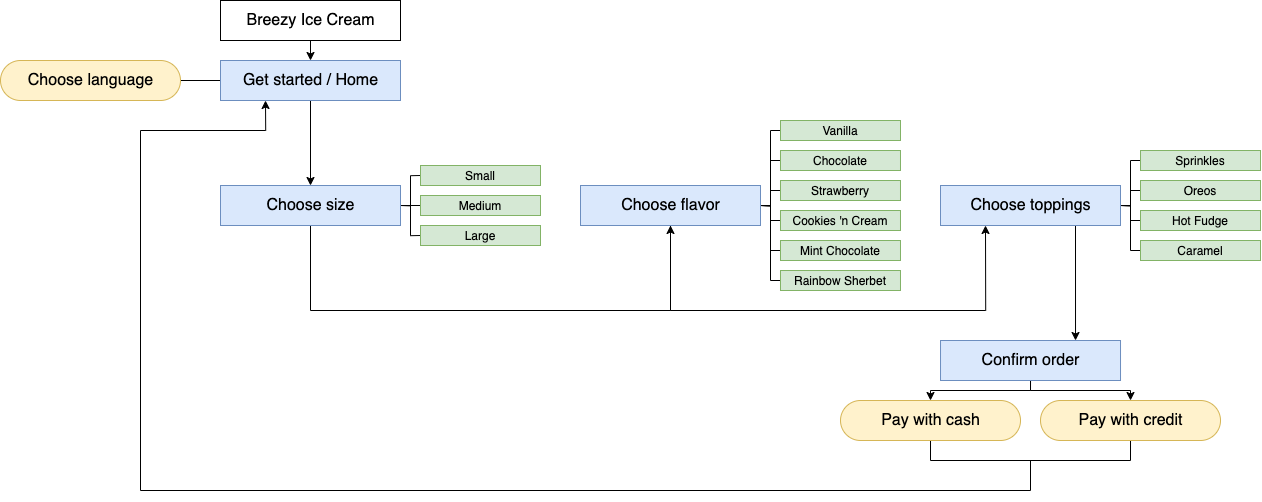 Breezy Ice Cream
Choose language
Get started / Home
Choose size
Small
Medium
Large
Choose flavor
Vanilla
Chocolate
Strawberry
Cookies 'n Cream
Mint Chocolate
Rainbow Sherbet
Choose toppings
Sprinkles
Oreos
Hot Fudge
Caramel
Confirm order
Pay with cash
Pay with credit